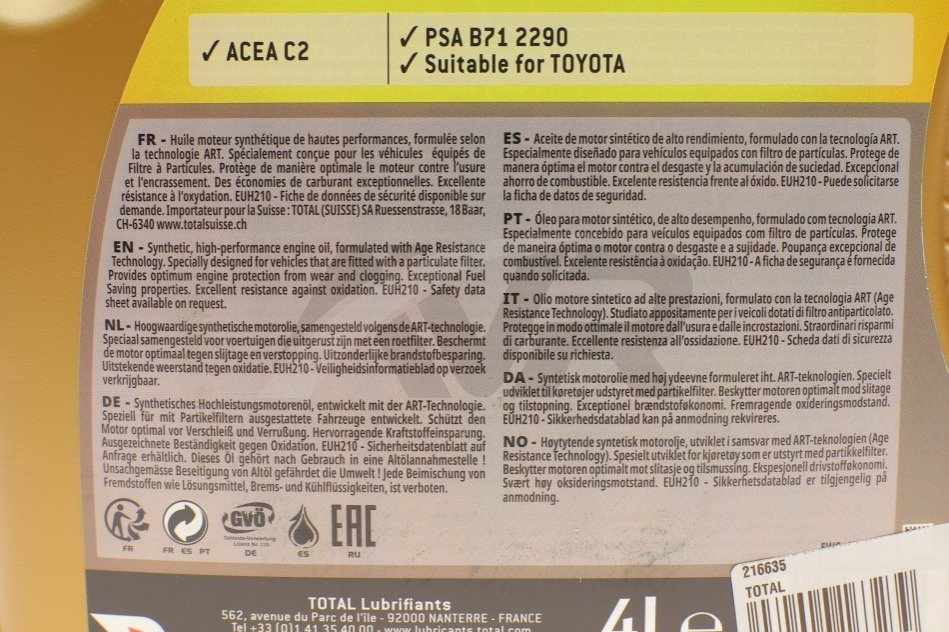 ✓ ACEA C2
✓ PSA B71 2290
✓ Suitable for TOYOTA
FR - Huile moteur synthétique de hautes performances, formulée selon
la technologie ART. Spécialement conçue pour les véhicules équipés de
Filtre à Particules. Protège de manière optimale le moteur contre l'usure
et l'encrassement. Des économies de carburant exceptionnelles. Excellente
résistance à l'oxydation. EUH210 - Fiche de données de sécurité disponible sur
demande. Importateur pour la Suisse : TOTAL (SUISSE) SA Ruessenstrasse, 18 Baar,
CH-6340 www.totalsuisse.ch
EN - Synthetic, high-performance engine oil, formulated with Age Resistance
Technology. Specially designed for vehicles that are fitted with a particulate filter.
Provides optimum engine protection from wear and clogging. Exceptional Fuel
Saving properties. Excellent resistance against oxidation. EUH210 - Safety data
sheet available on request.
NL - Hoogwaardige synthetische motorolie, samengesteld volgens de ART-technologie.
Speciaal samengesteld voor voertuigen die uitgerust zijn met een roetfilter. Beschermt
de motor optimaal tegen slijtage en verstopping. Uitzonderlijke brandstofbesparing.
Uitstekende weerstand tegen oxidatie. EUH210 - Veiligheidsinformatieblad op verzoek
verkrijgbaar.
DE - Synthetisches Hochleistungsmotorenöl, entwickelt mit der ART-Technologie.
Speziell für mit Partikelfiltern ausgestattete Fahrzeuge entwickelt. Schützt den
Motor optimal vor Verschleiß und Verrußung. Hervorragende Kraftstoffeinsparung.
Ausgezeichnete Beständigkeit gegen Oxidation. EUH210 - Sicherheitsdatenblatt auf
Anfrage erhältlich. Dieses Öl gehört nach Gebrauch in eine Altölannahmestelle !
Unsachgemässe Beseitigung von Altöl gefährdet die Umwelt ! Jede Beimischung von
Fremdstoffen wie Lösungsmittel, Brems- und Kühlflüssigkeiten, ist verboten.
ES - Aceite de motor sintético de alto rendimiento, formulado con la tecnología ART.
Especialmente diseñado para vehículos equipados con filtro de partículas. Protege de
manera óptima el motor contra el desgaste y la acumulación de suciedad. Excepcional
ahorro de combustible. Excelente resistencia frente al óxido. EUH210 - Puede solicitarse
la ficha de datos de seguridad.
PT - Óleo para motor sintético, de alto desempenho, formulado com tecnologia ART.
Especialmente concebido para veículos equipados com filtro de partículas. Protege
de maneira óptima o motor contra o desgaste e a sujidade. Poupança excepcional de
combustível. Excelente resistência à oxidação. EUH210 - A ficha de segurança é fornecida
quando solicitada.
IT - Olio motore sintetico ad alte prestazioni, formulato con la tecnologia ART (Age
Resistance Technology). Studiato appositamente per i veicoli dotati di filtro antiparticolato.
Protegge in modo ottimale il motore dall'usura e dalle incrostazioni. Straordinari risparmi
di carburante. Eccellente resistenza all'ossidazione. EUH210 - Scheda dati di sicurezza
disponibile su richiesta.
DA - Syntetisk motorolie med høj ydeevne formuleret iht. ART-teknologien. Specielt
udviklet til køretøjer udstyret med partikelfilter. Beskytter motoren optimalt mod slitage
og tilstopning. Exceptionel brændstoføkonomi. Fremragende oxideringsmodstand.
EUH210 - Sikkerhedsdatablad kan på anmodning rekvireres.
NO - Høytytende syntetisk motorolje, utviklet i samsvar med ART-teknologien (Age
Resistance Technology). Spesielt utviklet for kjøretøy som er utstyrt med partikkelfilter.
Beskytter motoren optimalt mot slitasje og tilsmussing. Ekspesjonell drivstofføkonomi.
Svært høy oksideringsmotstand. EUH210 - Sikkerhetsdatablad er tilgjengelig på
anmodning.
GVÖ
Gebinde-Verwertung
Lizenz Nr. 110
EAC
FR
FR ES PT
DE
ES
RU
216635
TOTAL
TOTAL Lubrifiants
562, avenue du Parc de l'île - 92000 NANTERRE - FRANCE
Tel +33 (0)1 41 35 40 00 - www.lubricants.total.com
4L e